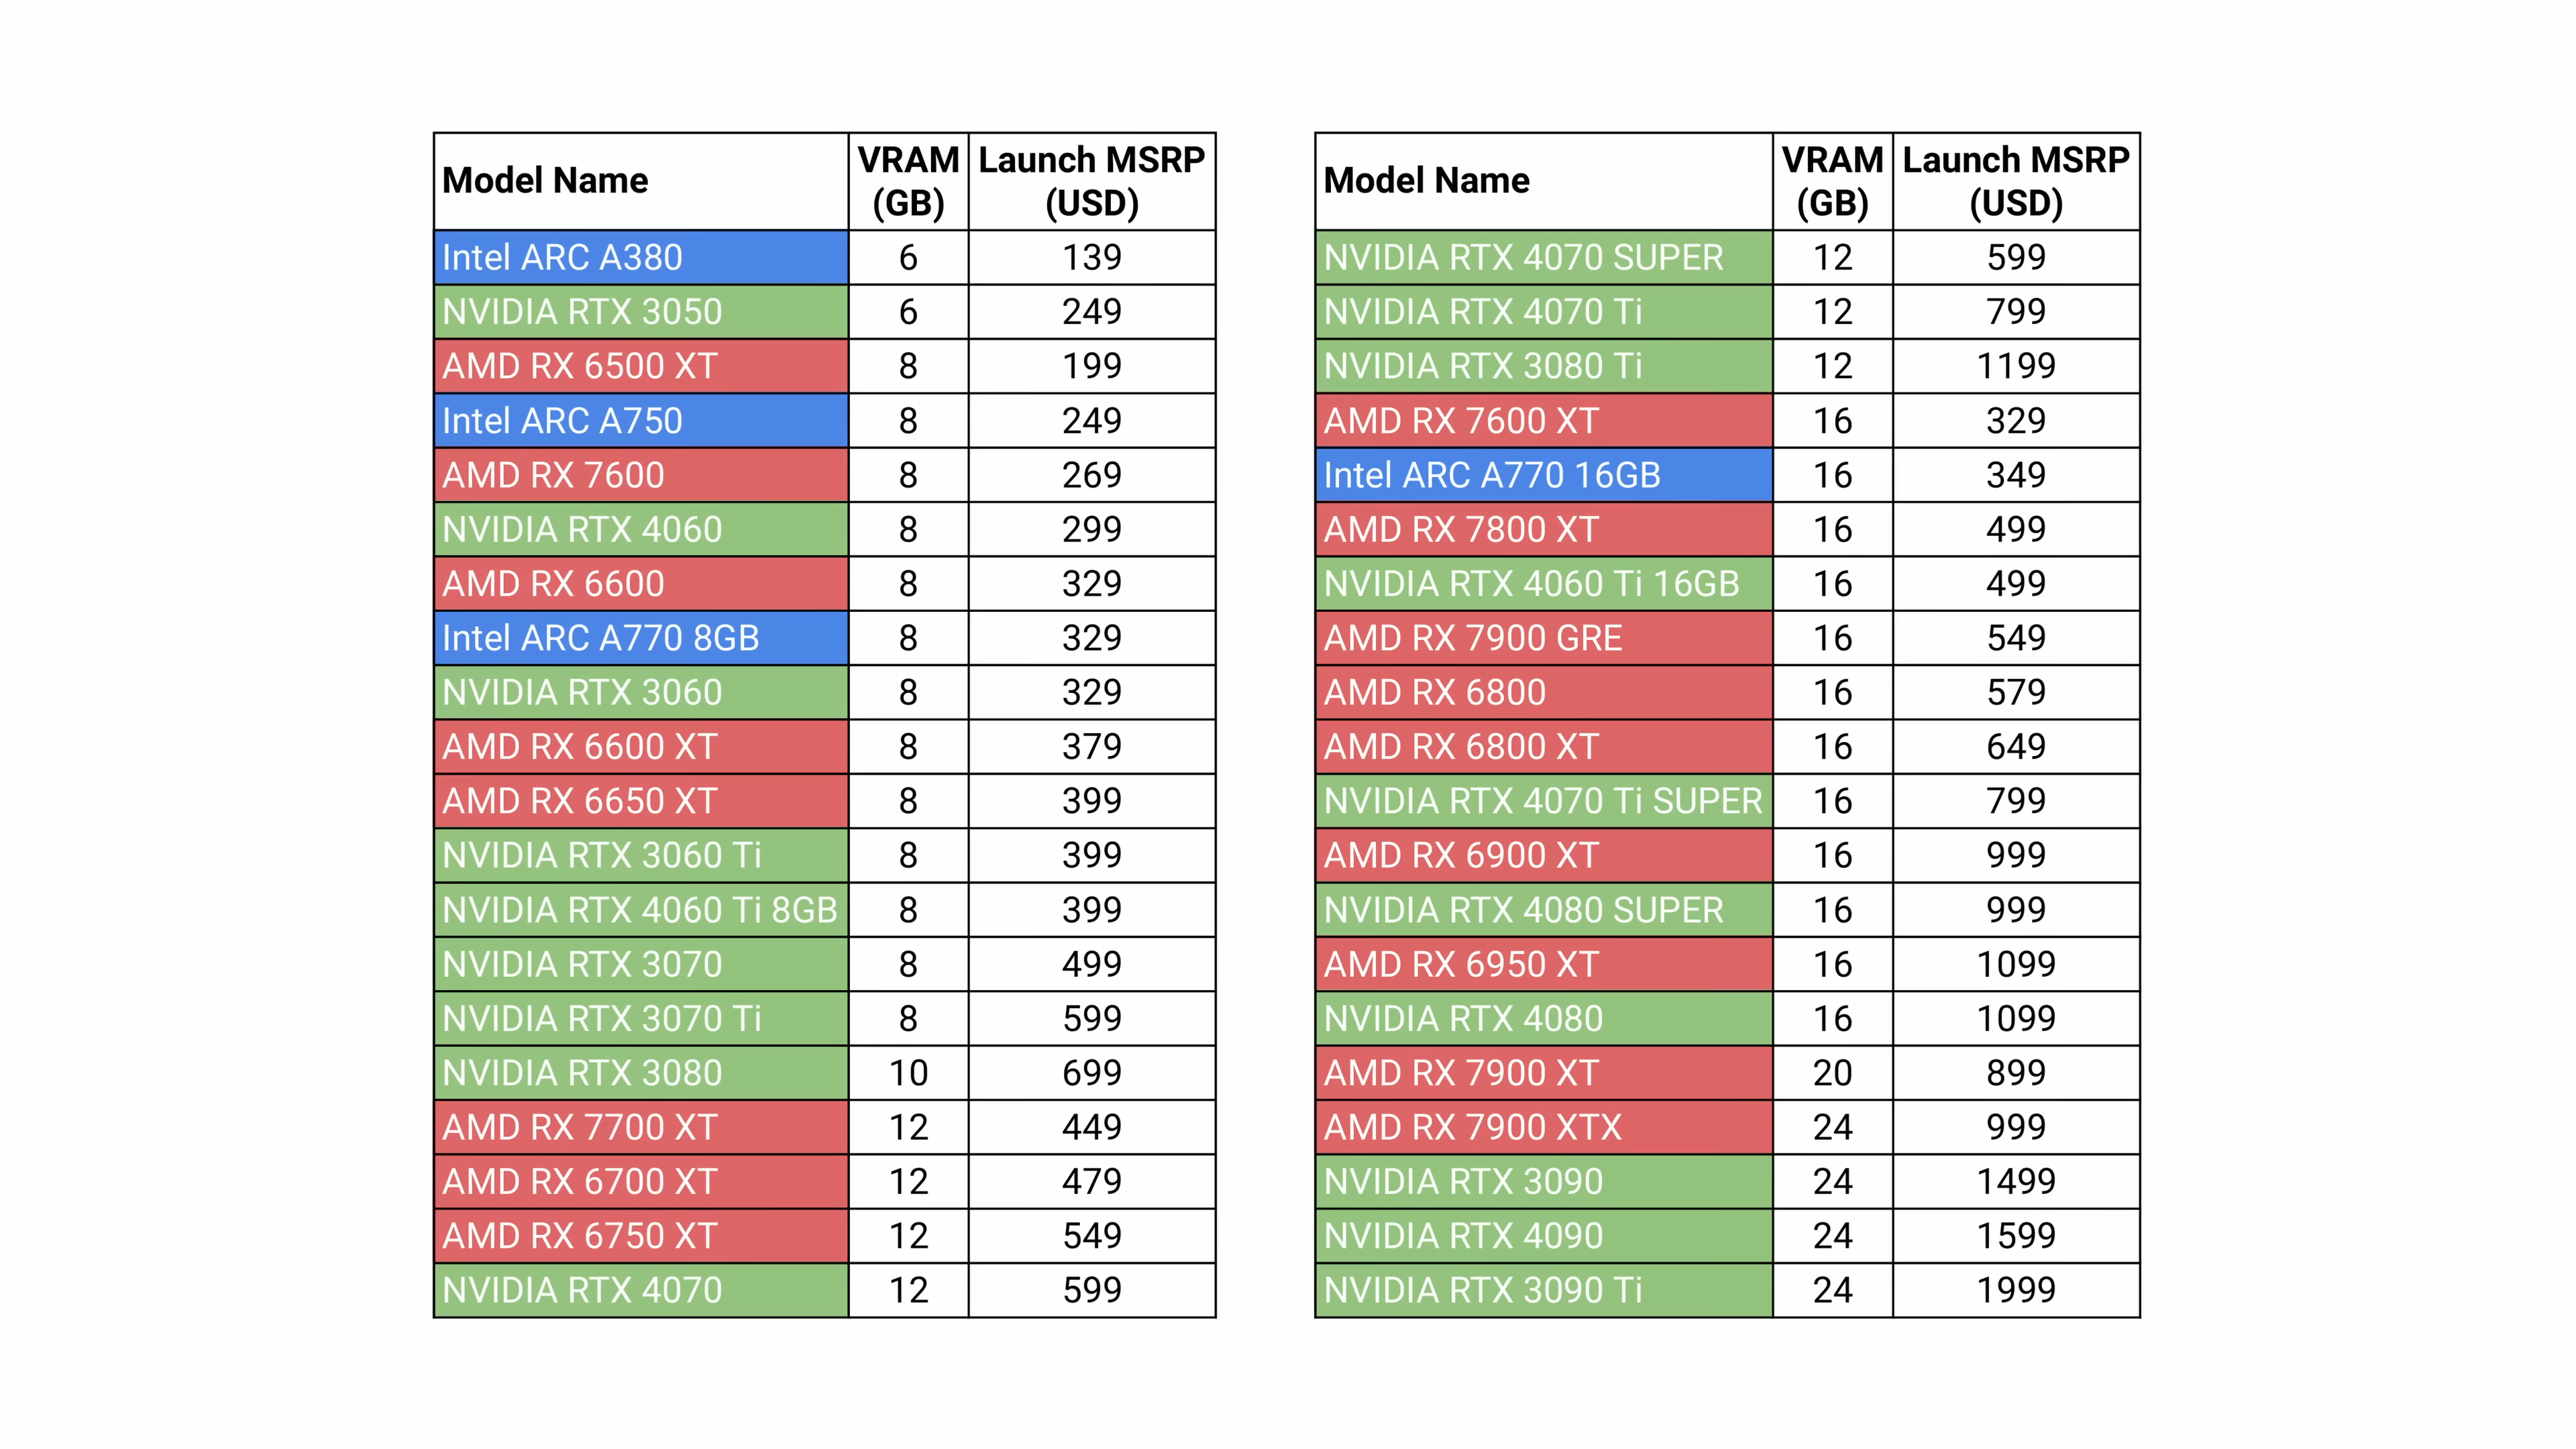 Model Name VRAM (GB) Launch MSRP (USD)
Intel ARC A380 6 139
NVIDIA RTX 3050 6 249
AMD RX 6500 XT 8 199
Intel ARC A750 8 249
AMD RX 7600 8 269
NVIDIA RTX 4060 8 299
AMD RX 6600 8 329
Intel ARC A770 8GB 8 329
NVIDIA RTX 3060 8 329
AMD RX 6600 XT 8 379
AMD RX 6650 XT 8 399
NVIDIA RTX 3060 Ti 8 399
NVIDIA RTX 4060 Ti 8GB 8 399
NVIDIA RTX 3070 8 499
NVIDIA RTX 3070 Ti 8 599
NVIDIA RTX 3080 10 699
AMD RX 7700 XT 12 449
AMD RX 6700 XT 12 479
AMD RX 6750 XT 12 549
NVIDIA RTX 4070 12 599
Model Name VRAM (GB) Launch MSRP (USD)
NVIDIA RTX 4070 SUPER 12 599
NVIDIA RTX 4070 Ti 12 799
NVIDIA RTX 3080 Ti 12 1199
AMD RX 7600 XT 16 329
Intel ARC A770 16GB 16 349
AMD RX 7800 XT 16 499
NVIDIA RTX 4060 Ti 16GB 16 499
AMD RX 7900 GRE 16 549
AMD RX 6800 16 579
AMD RX 6800 XT 16 649
NVIDIA RTX 4070 Ti SUPER 16 799
AMD RX 6900 XT 16 999
NVIDIA RTX 4080 SUPER 16 999
AMD RX 6950 XT 16 1099
NVIDIA RTX 4080 16 1099
AMD RX 7900 XT 20 899
AMD RX 7900 XTX 24 999
NVIDIA RTX 3090 24 1499
NVIDIA RTX 4090 24 1599
NVIDIA RTX 3090 Ti 24 1999